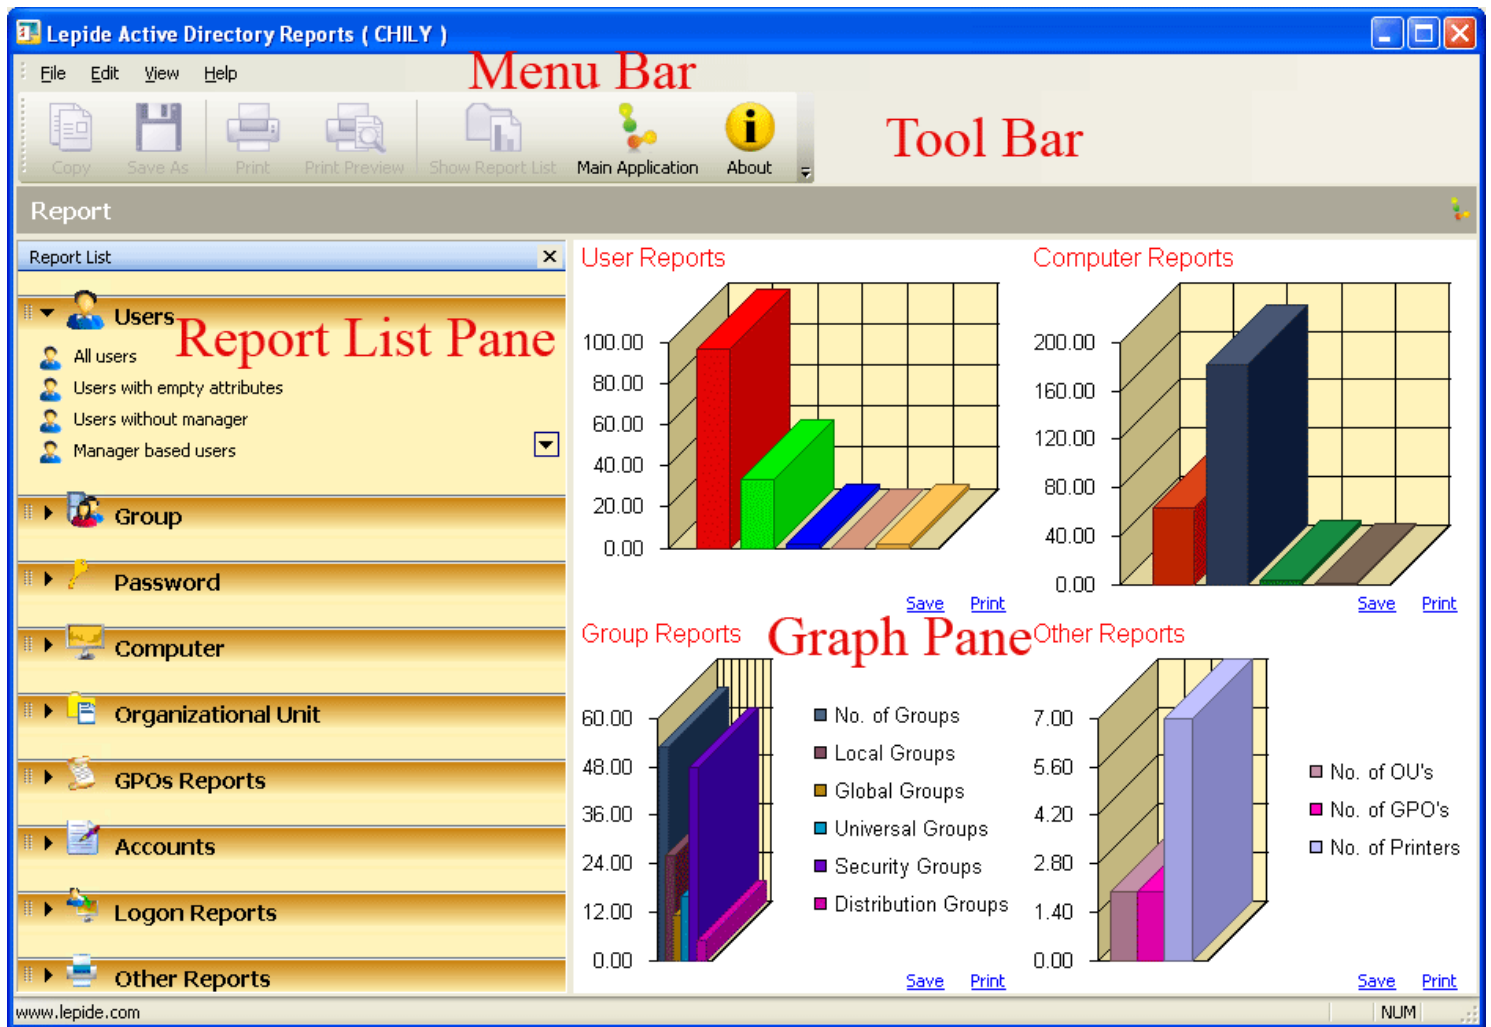 Lepide Active Directory Reports ( CHILY )
File Edit View Help
Menu Bar
Copy Save As Print Print Preview Show Report List Main Application About
Tool Bar
Report
Report List
Users
Report List Pane
All users
Users with empty attributes
Users without manager
Manager based users
Group
Password
Computer
Organizational Unit
GPOs Reports
Accounts
Logon Reports
Other Reports
User Reports
100.00
80.00
60.00
40.00
20.00
0.00
Save Print
Computer Reports
200.00
160.00
120.00
80.00
40.00
0.00
Save Print
Graph Pane
Group Reports
60.00
48.00
36.00
24.00
12.00
0.00
No. of Groups
Local Groups
Global Groups
Universal Groups
Security Groups
Distribution Groups
Save Print
Other Reports
7.00
5.60
4.20
2.80
1.40
0.00
No. of OU's
No. of GPO's
No. of Printers
Save Print
www.lepide.com
NUM